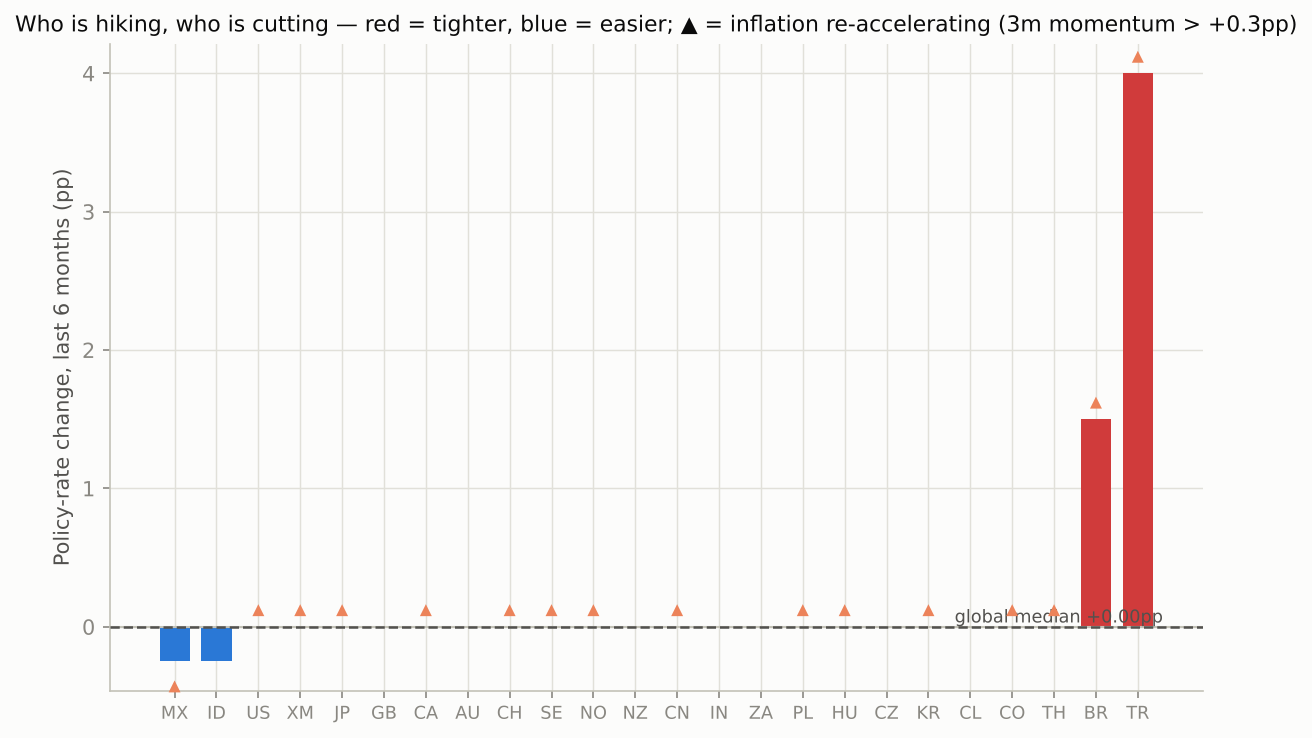 Who is hiking, who is cutting — red = tighter, blue = easier; ▲ = inflation re-accelerating (3m momentum > +0.3pp)
Policy-rate change, last 6 months (pp)
4
3
2
1
0
global median +0.00pp
MX ID US XM JP GB CA AU CH SE NO NZ CN IN ZA PL HU CZ KR CL CO TH BR TR